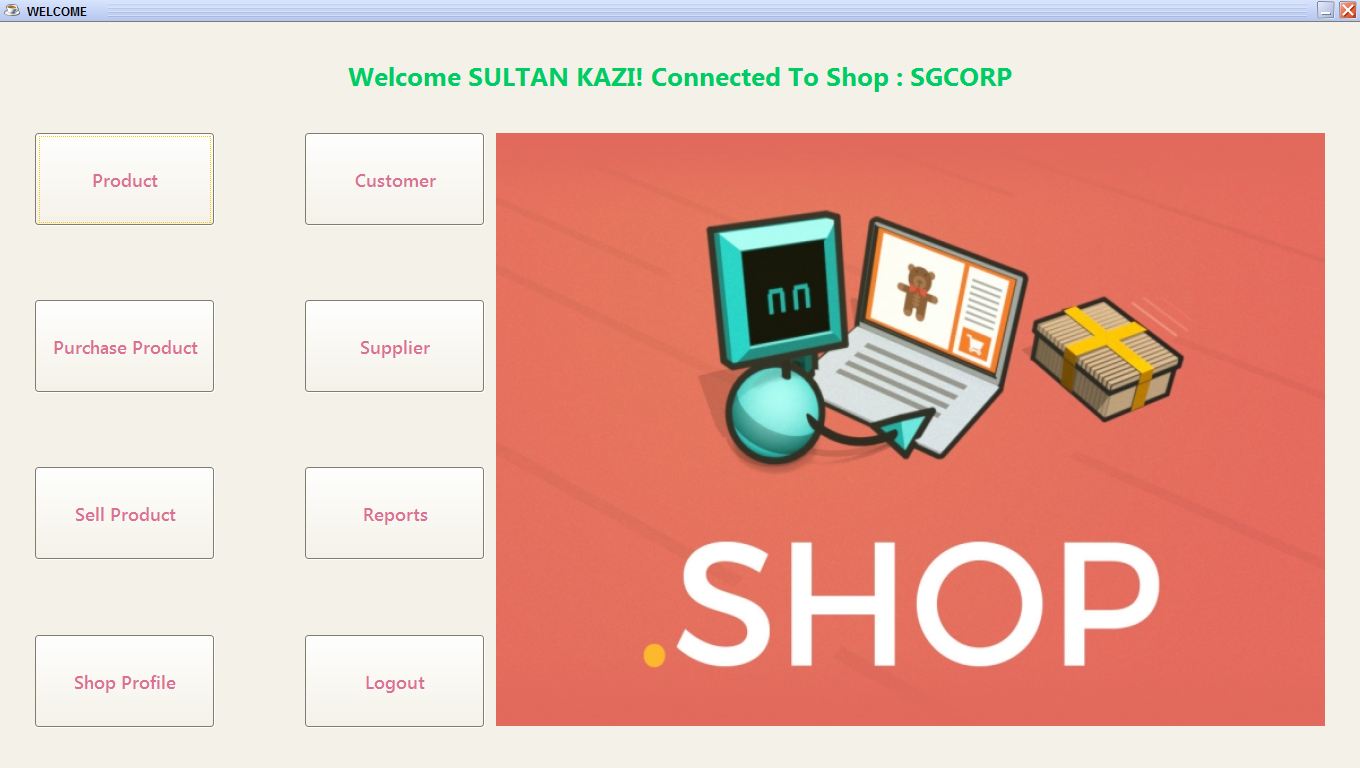 WELCOME
Welcome SULTAN KAZI! Connected To Shop : SGCORP
Product
Customer
Purchase Product
Supplier
Sell Product
Reports
Shop Profile
Logout
.SHOP